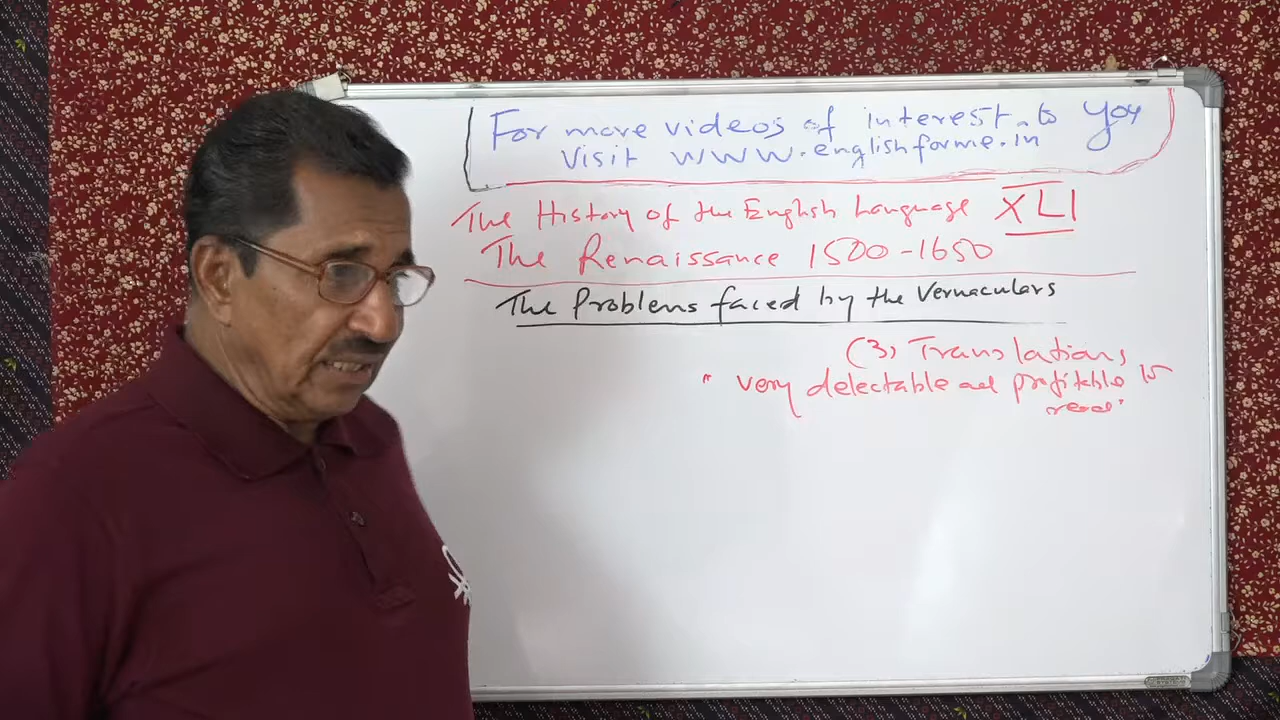 For more videos of interest to you
Visit www.englishforme.in
The History of the English Language XLI
The Renaissance 1500-1650
The Problems faced by the Vernaculars
(3) Translations
" very delectable and profitable to
read"